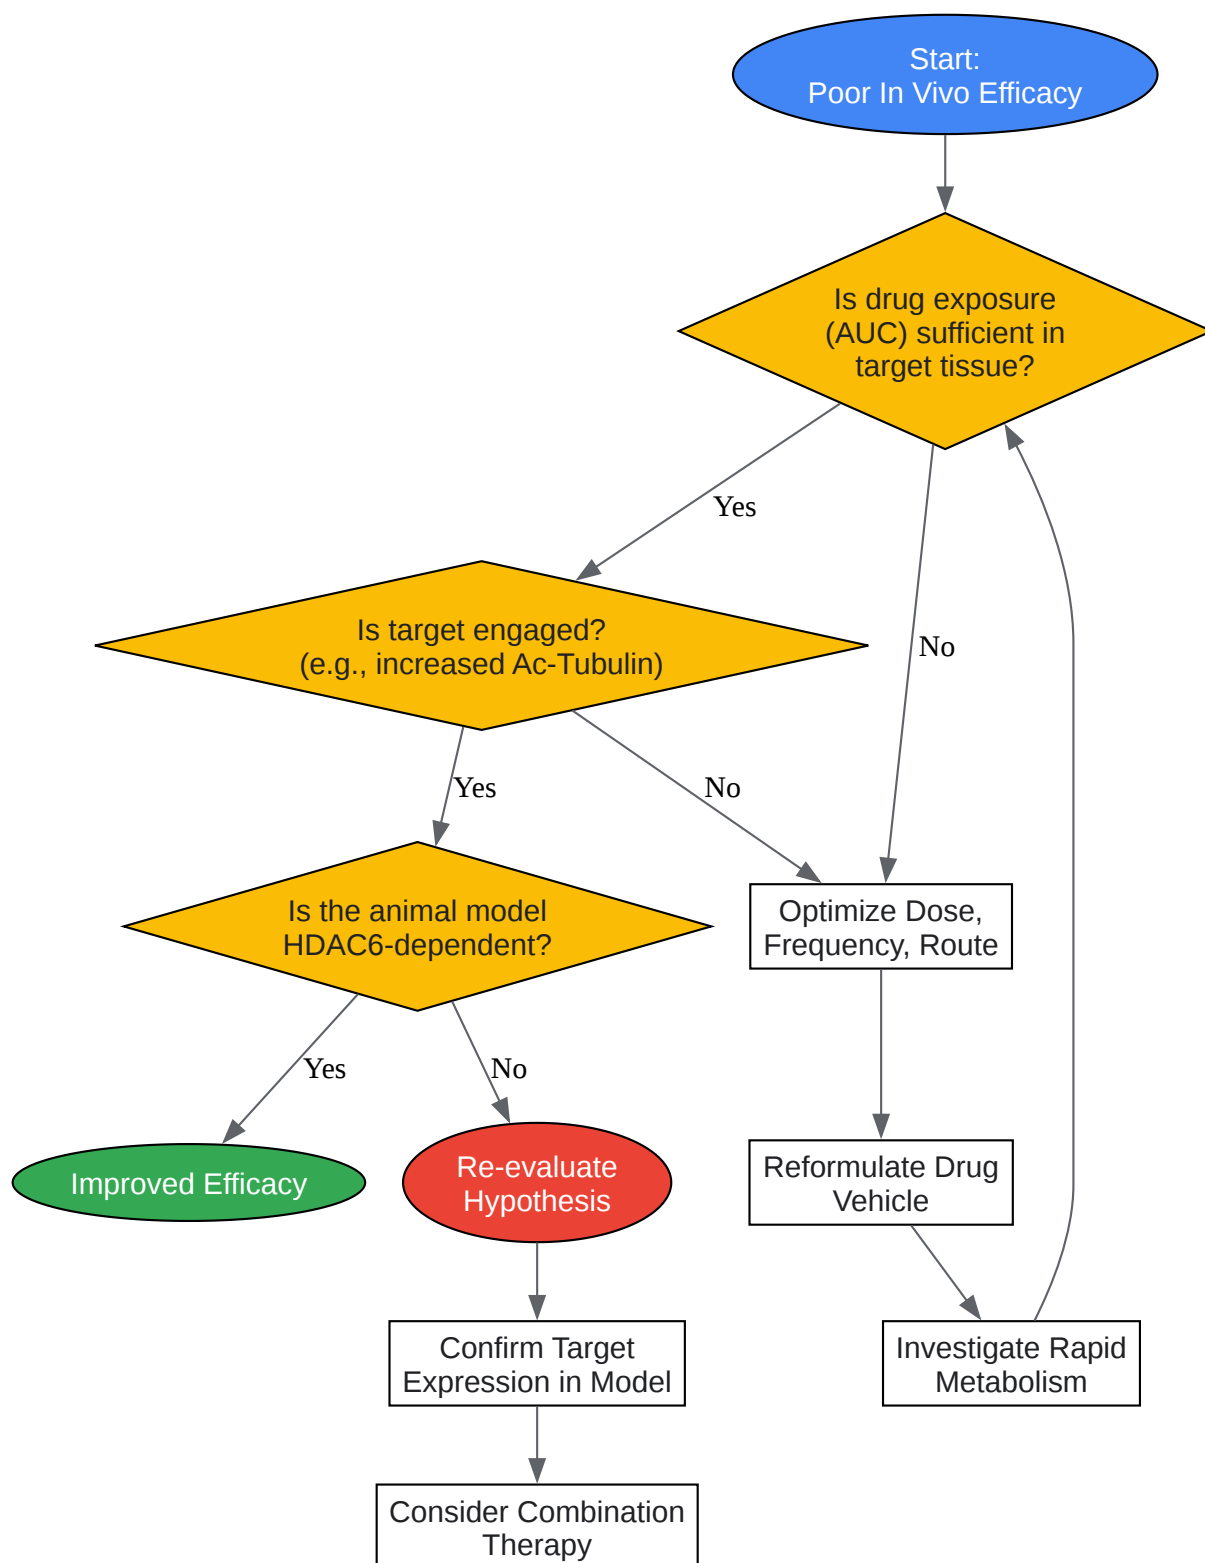 Start:
Poor In Vivo Efficacy
Is drug exposure
(AUC) sufficient in
target tissue?
Yes
No
Is target engaged?
(e.g., increased Ac-Tubulin)
Yes
No
Is the animal model
HDAC6-dependent?
Optimize Dose,
Frequency, Route
Yes
No
Improved Efficacy
Re-evaluate
Hypothesis
Reformulate Drug
Vehicle
Confirm Target
Expression in Model
Investigate Rapid
Metabolism
Consider Combination
Therapy